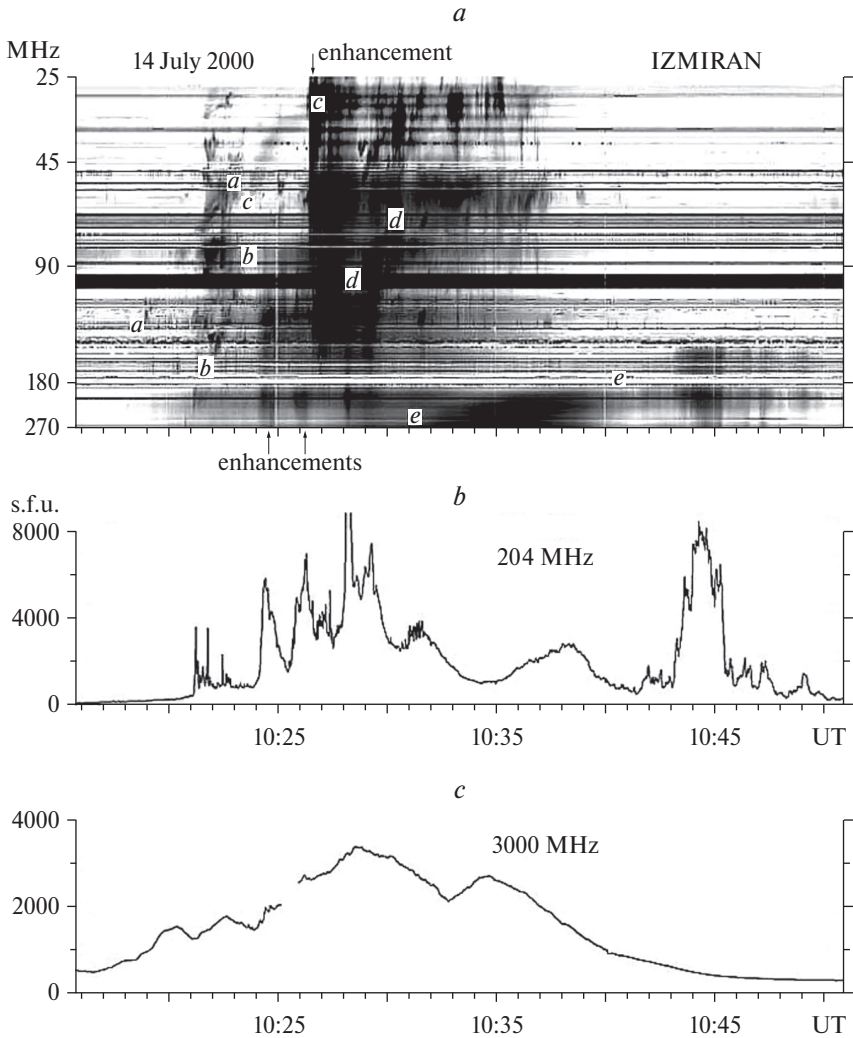 a
enhancement
MHz 14 July 2000 IZMIRAN
25
c
45
a
c
d
b
90
d
a
b
e
180
e
270
enhancements
b
s.f.u.
8000
204 MHz
4000
0
10:25 10:35 10:45 UT
c
4000
3000 MHz
2000
0
10:25 10:35 10:45 UT